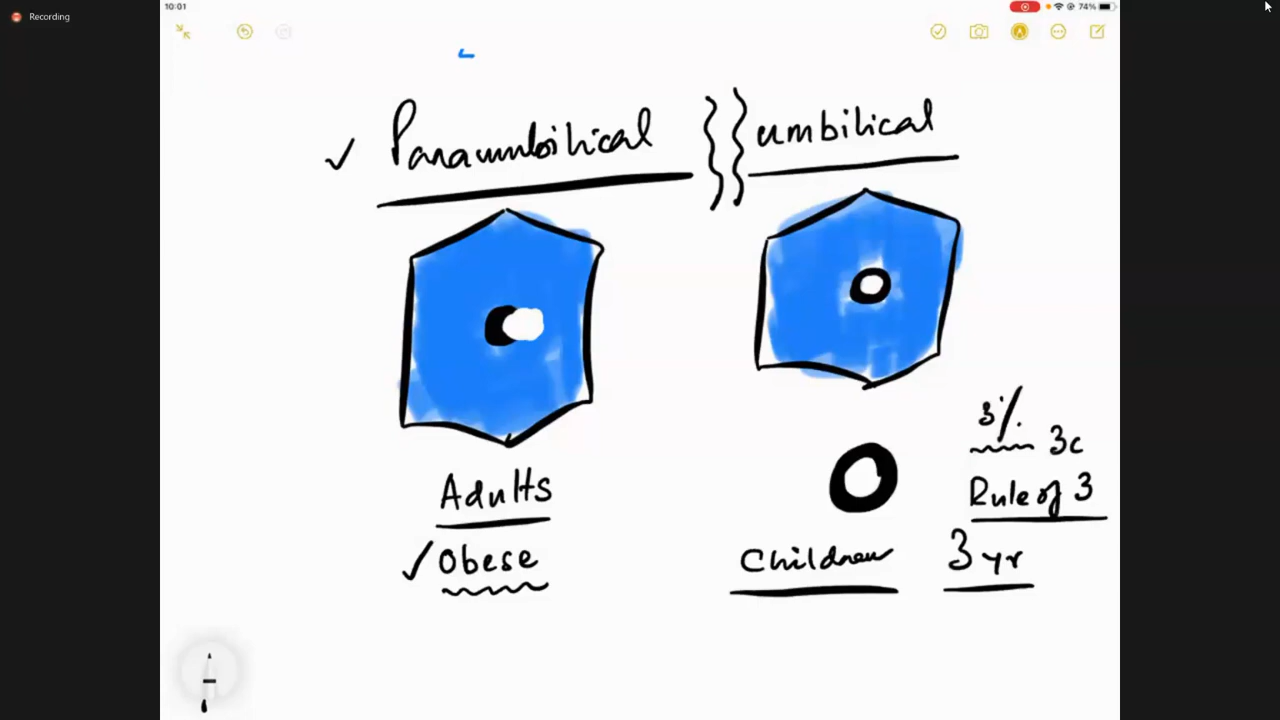 Recording
10:01
74%
Paraumbilical
umbilical
3%
3c
Rule of 3
Adults
Obese
Children
3 yr